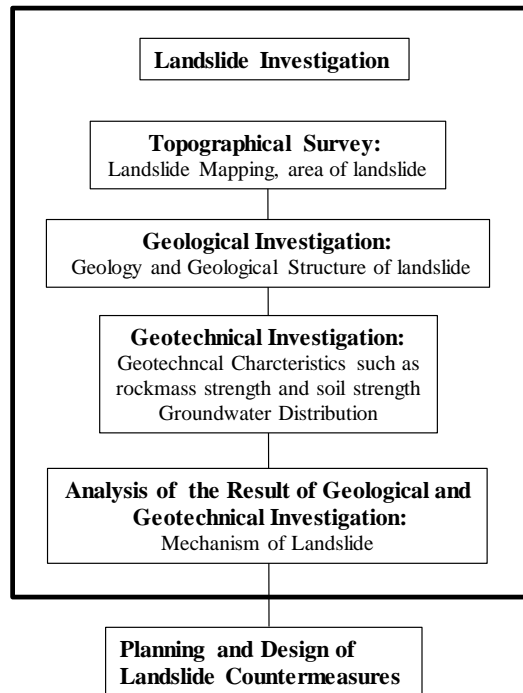 Landslide Investigation
Topographical Survey:
Landslide Mapping, area of landslide
Geological Investigation:
Geology and Geological Structure of landslide
Geotechnical Investigation:
Geotechncal Charcteristics such as
rockmass strength and soil strength
Groundwater Distribution
Analysis of the Result of Geological and
Geotechnical Investigation:
Mechanism of Landslide
Planning and Design of
Landslide Countermeasures